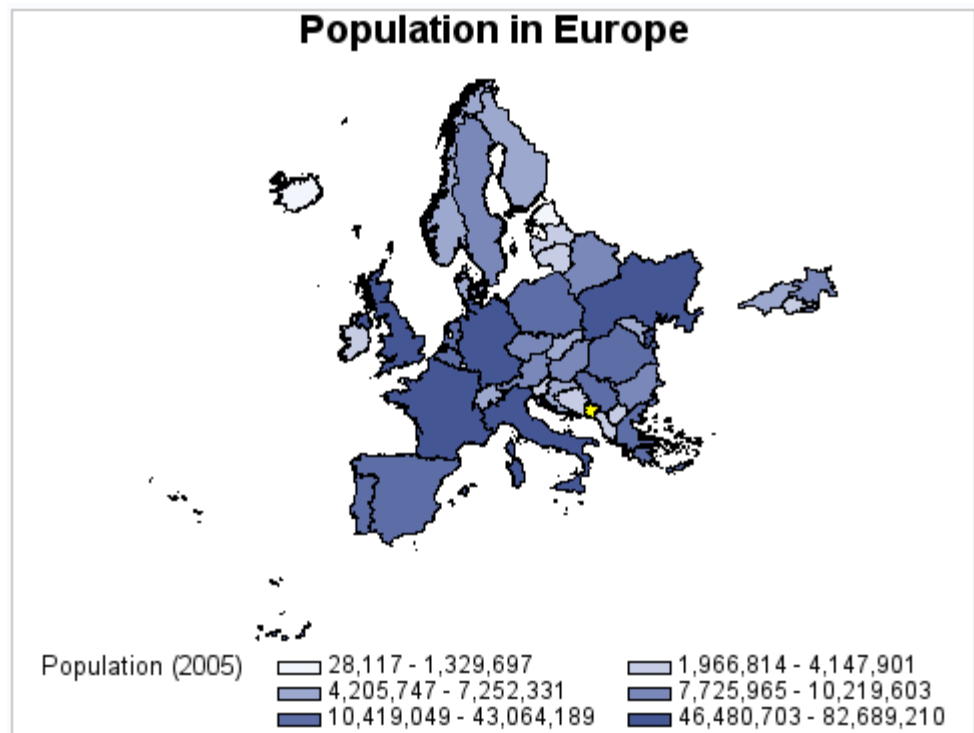 Population in Europe
Population (2005) 28,117 - 1,329,697 1,966,814 - 4,147,901
4,205,747 - 7,252,331 7,725,965 - 10,219,603
10,419,049 - 43,064,189 46,480,703 - 82,689,210